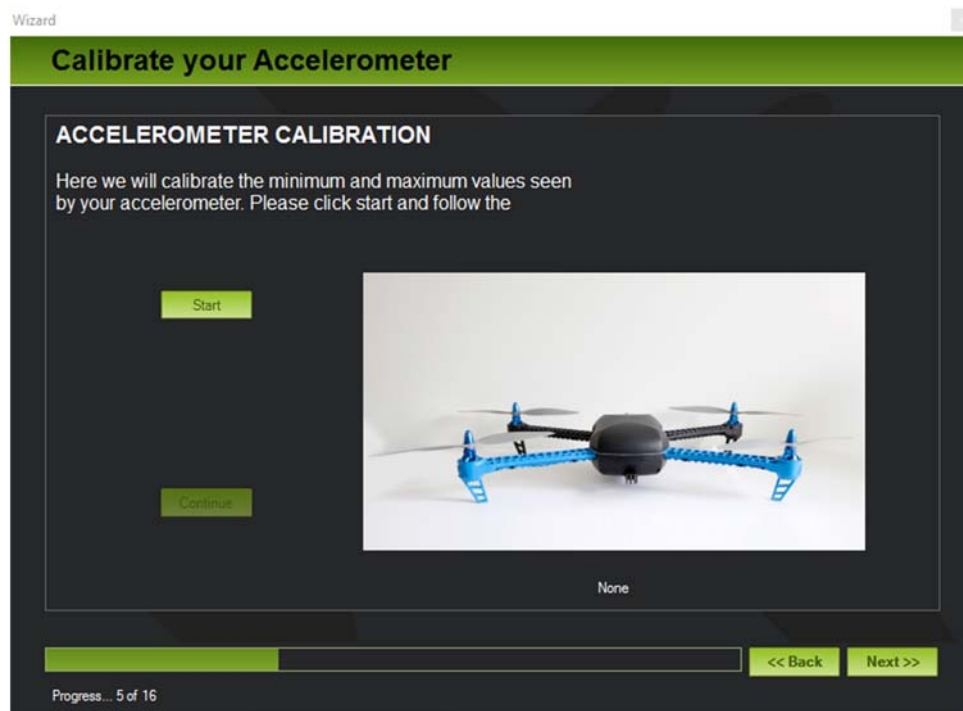 Wizard
Calibrate your Accelerometer
ACCELEROMETER CALIBRATION
Here we will calibrate the minimum and maximum values seen
by your accelerometer. Please click start and follow the
Start
Continue
None
<< Back
Next >>
Progress... 5 of 16